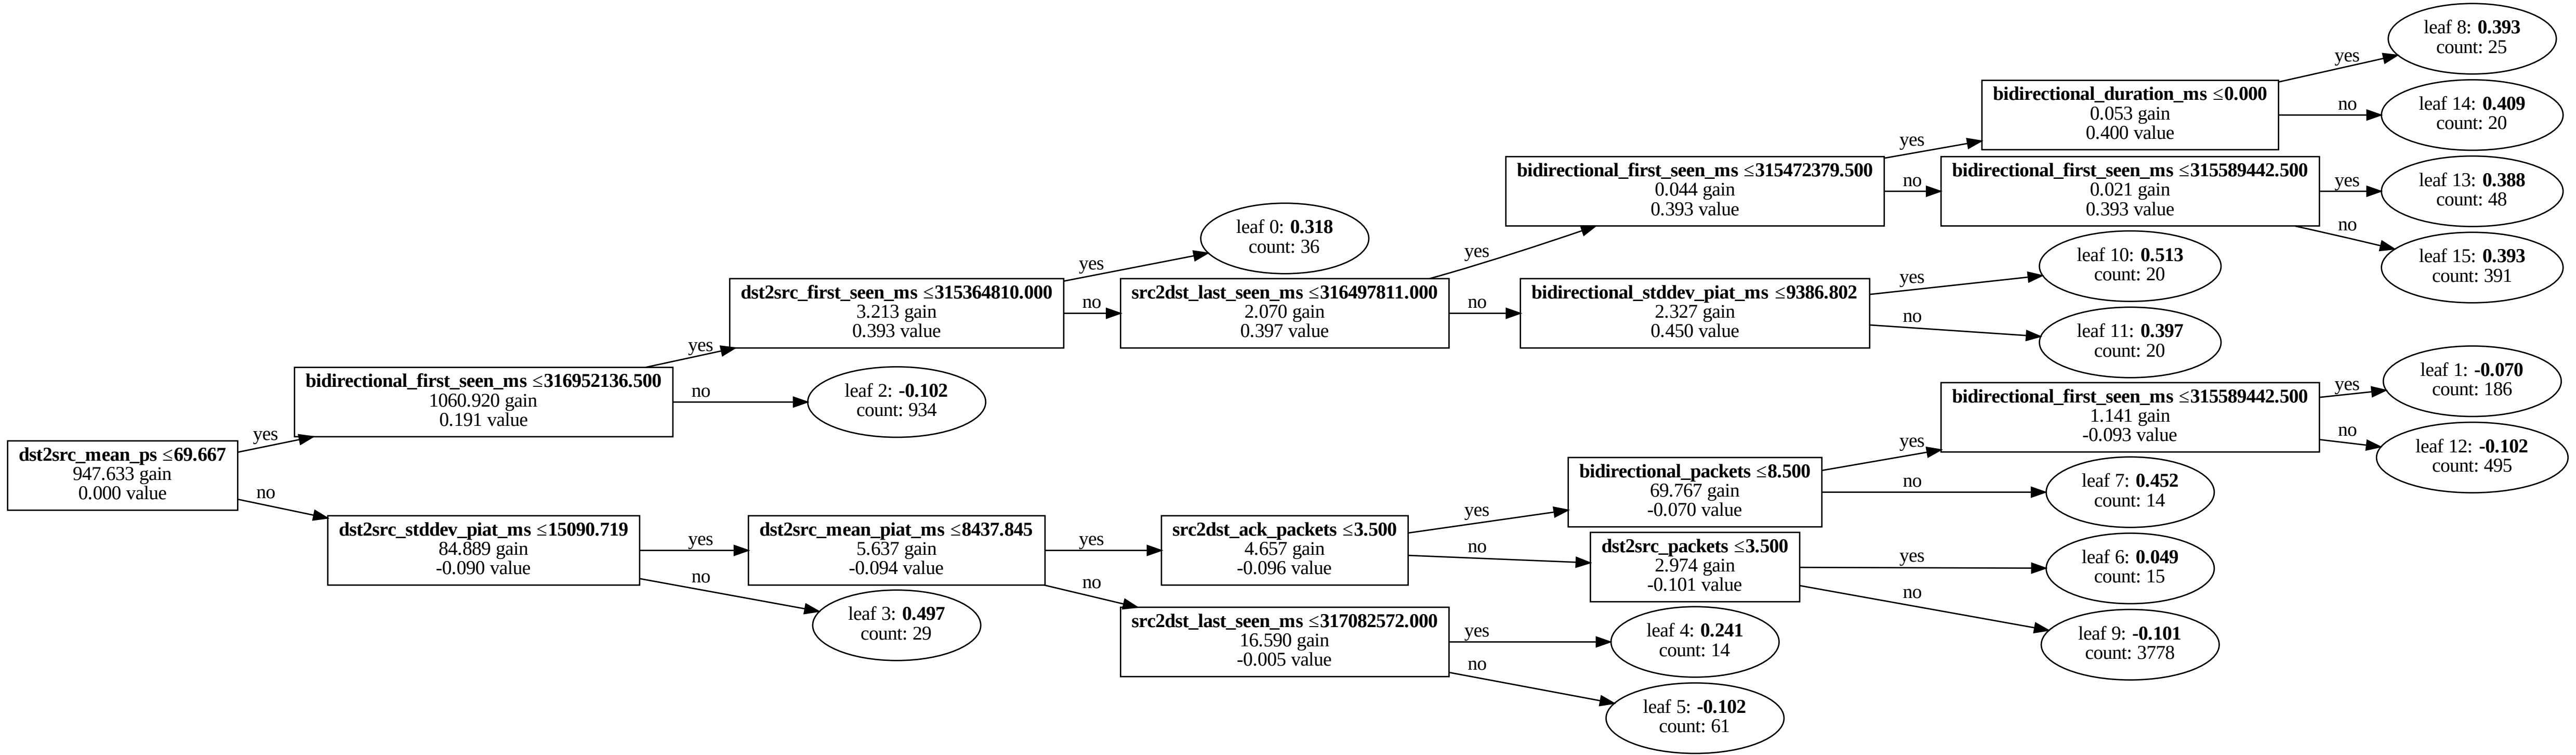 dst2src_mean_ps ≤69.667
947.633 gain
0.000 value
yes
no
bidirectional_first_seen_ms ≤316952136.500
1060.920 gain
0.191 value
yes
no
dst2src_first_seen_ms ≤315364810.000
3.213 gain
0.393 value
yes
no
leaf 0: 0.318
count: 36
src2dst_last_seen_ms ≤316497811.000
2.070 gain
0.397 value
yes
no
bidirectional_first_seen_ms ≤315472379.500
0.044 gain
0.393 value
yes
no
bidirectional_duration_ms ≤0.000
0.053 gain
0.400 value
yes
no
leaf 8: 0.393
count: 25
leaf 14: 0.409
count: 20
bidirectional_first_seen_ms ≤315589442.500
0.021 gain
0.393 value
yes
no
leaf 13: 0.388
count: 48
leaf 15: 0.393
count: 391
bidirectional_stddev_piat_ms ≤9386.802
2.327 gain
0.450 value
yes
no
leaf 10: 0.513
count: 20
leaf 11: 0.397
count: 20
leaf 2: -0.102
count: 934
dst2src_stddev_piat_ms ≤15090.719
84.889 gain
-0.090 value
yes
no
dst2src_mean_piat_ms ≤8437.845
5.637 gain
-0.094 value
yes
no
src2dst_ack_packets ≤3.500
4.657 gain
-0.096 value
yes
no
bidirectional_packets ≤8.500
69.767 gain
-0.070 value
yes
no
bidirectional_first_seen_ms ≤315589442.500
1.141 gain
-0.093 value
yes
no
leaf 1: -0.070
count: 186
leaf 12: -0.102
count: 495
leaf 7: 0.452
count: 14
dst2src_packets ≤3.500
2.974 gain
-0.101 value
yes
no
leaf 6: 0.049
count: 15
leaf 9: -0.101
count: 3778
src2dst_last_seen_ms ≤317082572.000
16.590 gain
-0.005 value
yes
no
leaf 4: 0.241
count: 14
leaf 5: -0.102
count: 61
leaf 3: 0.497
count: 29